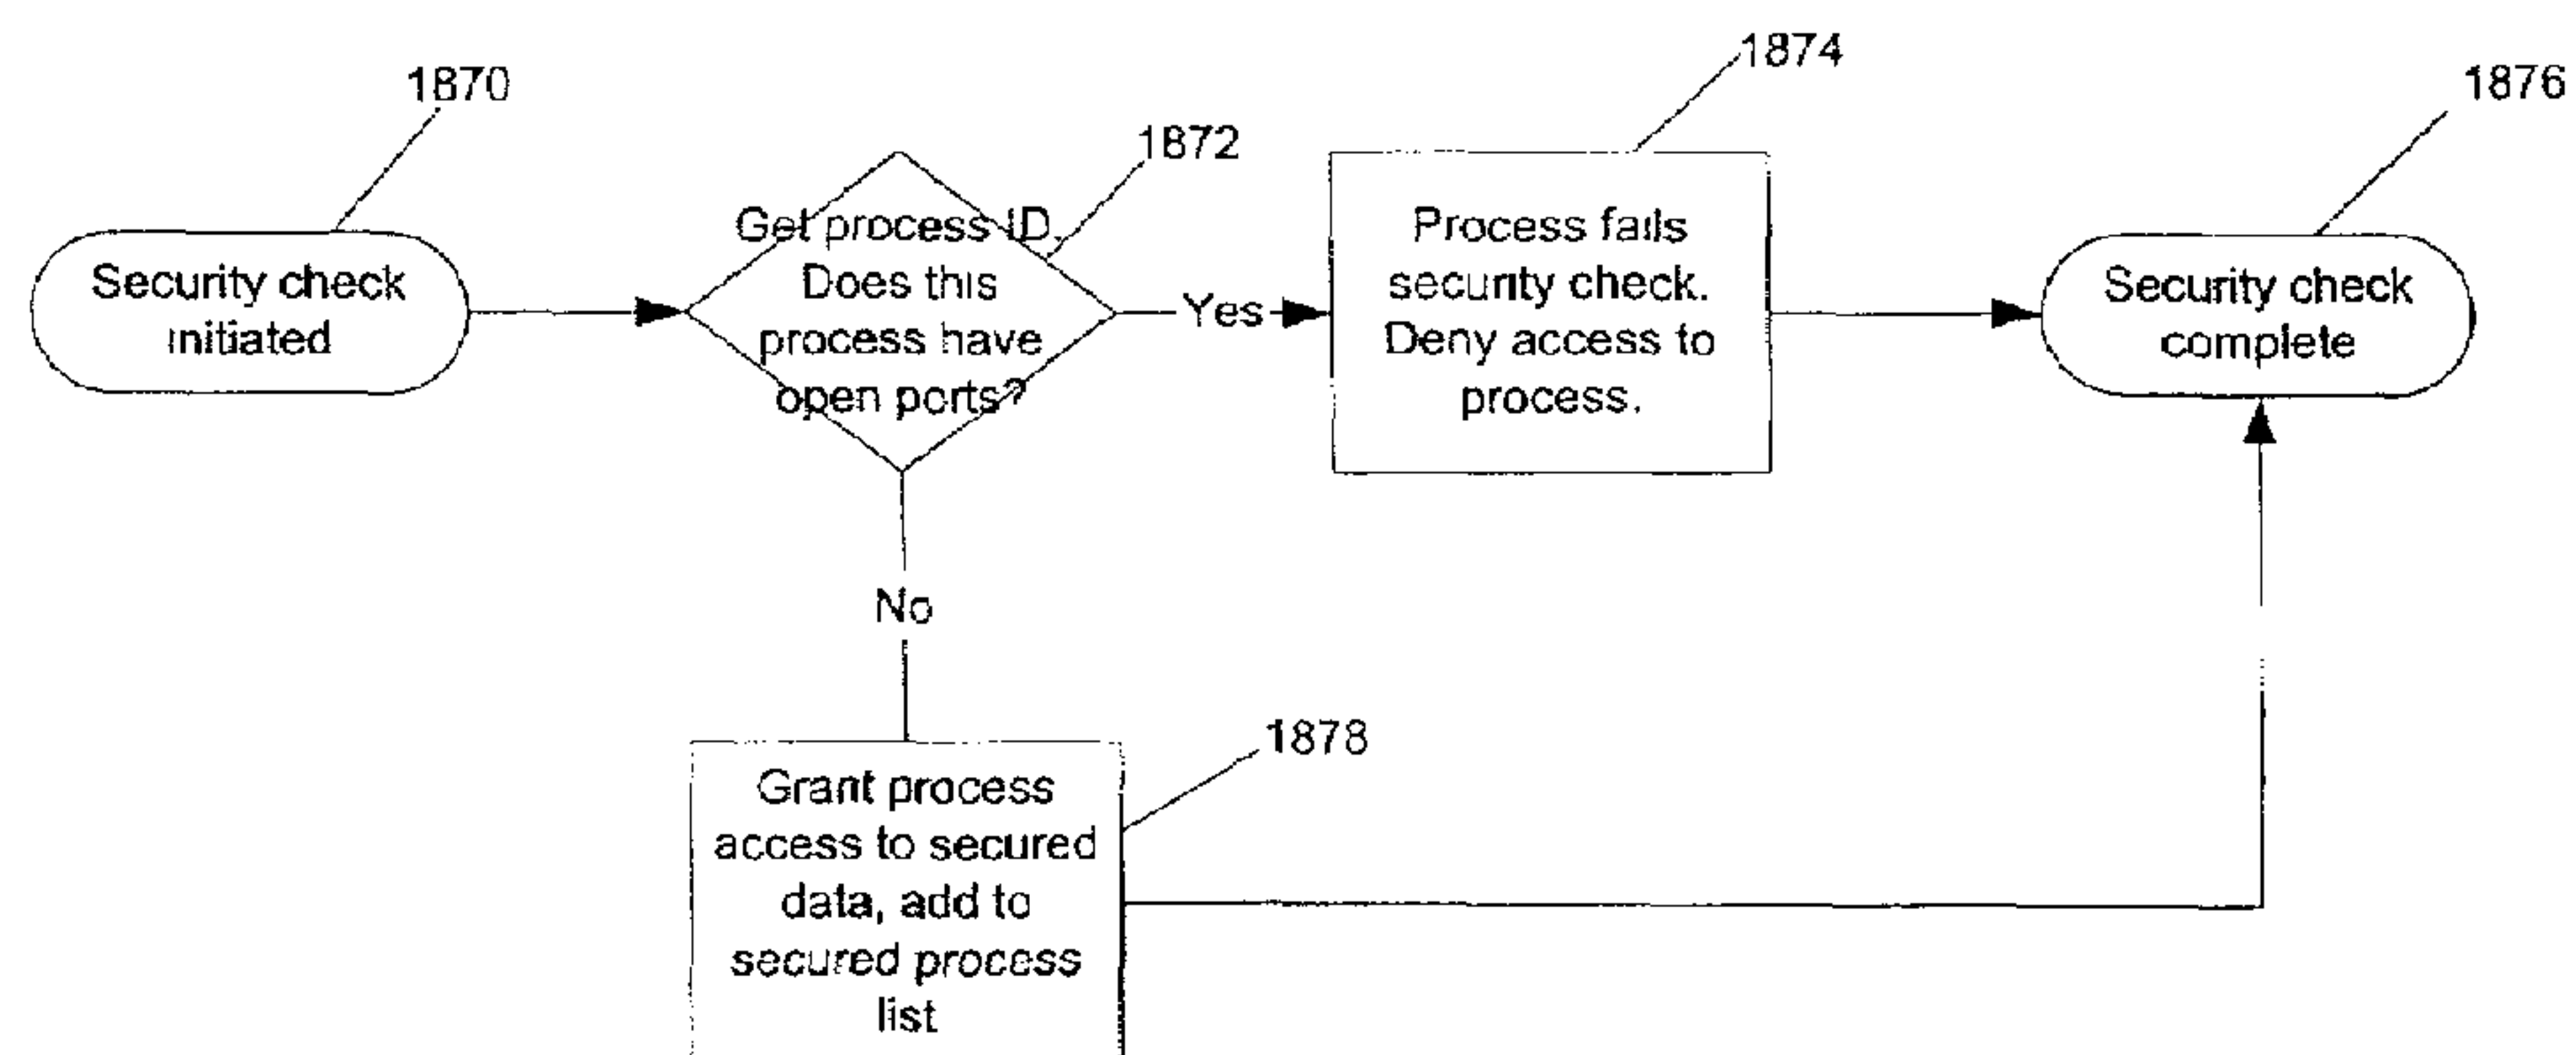 1870
Security check
initiated
1872
Get process ID.
Does this
process have
open ports?
Yes
1874
Process fails
security check.
Deny access to
process.
1876
Security check
complete
No
1878
Grant process
access to secured
data, add to
secured process
list